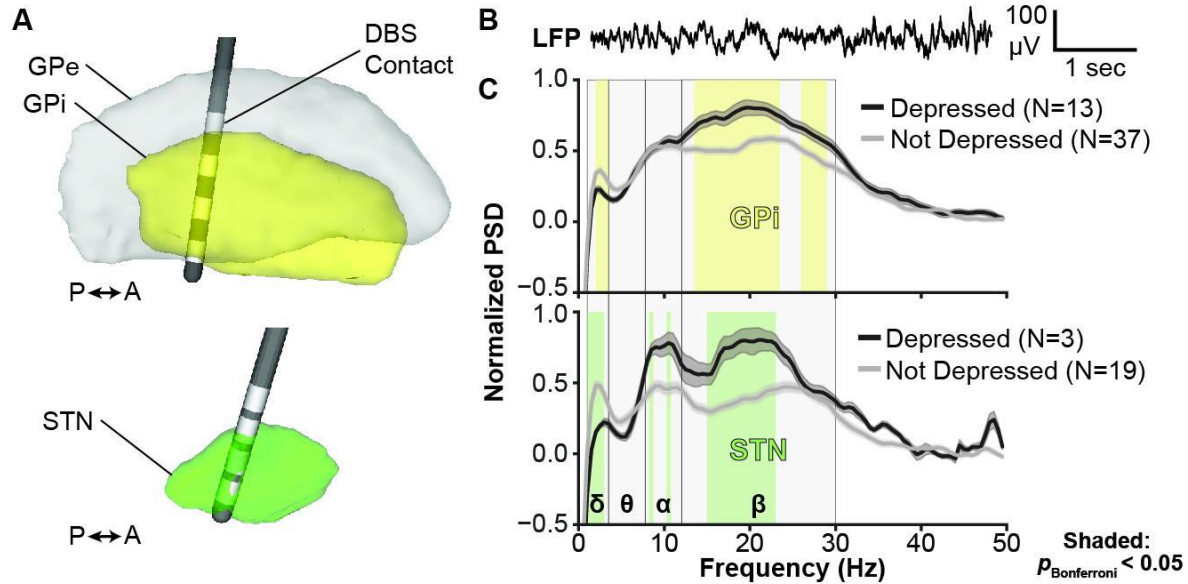 A
GPe
GPi
DBS
Contact
P↔A
STN
P↔A
B
LFP
100
µV
1 sec
C
1.0
0.5
0.0
−0.5
Depressed (N=13)
Not Depressed (N=37)
GPi
Normalized PSD
1.0
0.5
0.0
−0.5
Depressed (N=3)
Not Depressed (N=19)
STN
δ θ α β
0 10 20 30 40 50
Frequency (Hz)
Shaded:
pBonferroni < 0.05